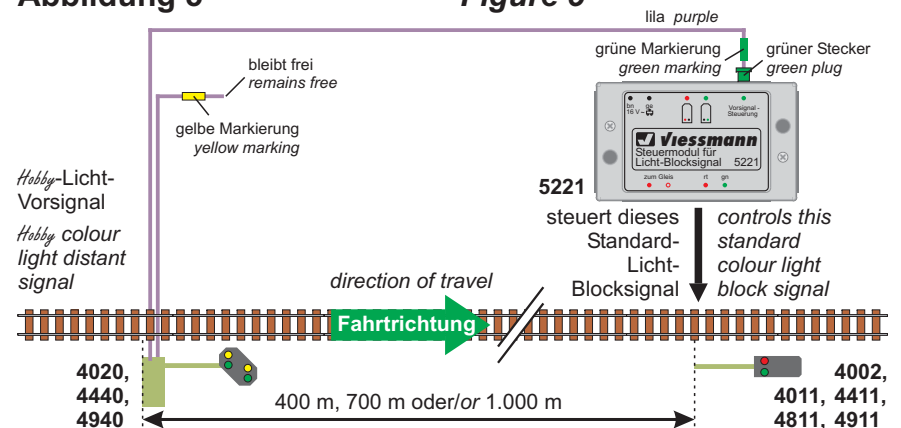 Abbildung
Figure
lila purple
grüne Markierung
green marking
grüner Stecker
green plug
bleibt frei
remains free
gelbe Markierung
yellow marking
bn ge
16 V ~
Vorsignal-
Steuerung
Viessmann
Steuermodul für
Licht-Blocksignal 5221
zum Gleis rt gn
5221
Hobby-Licht-
Vorsignal
Hobby colour
light distant
signal
steuert dieses
Standard-
Licht-
Blocksignal
controls this
standard
colour light
block signal
direction of travel
Fahrtrichtung
4020,
4440,
4940
400 m, 700 m oder/or 1.000 m
4002,
4011, 4411,
4811, 4911